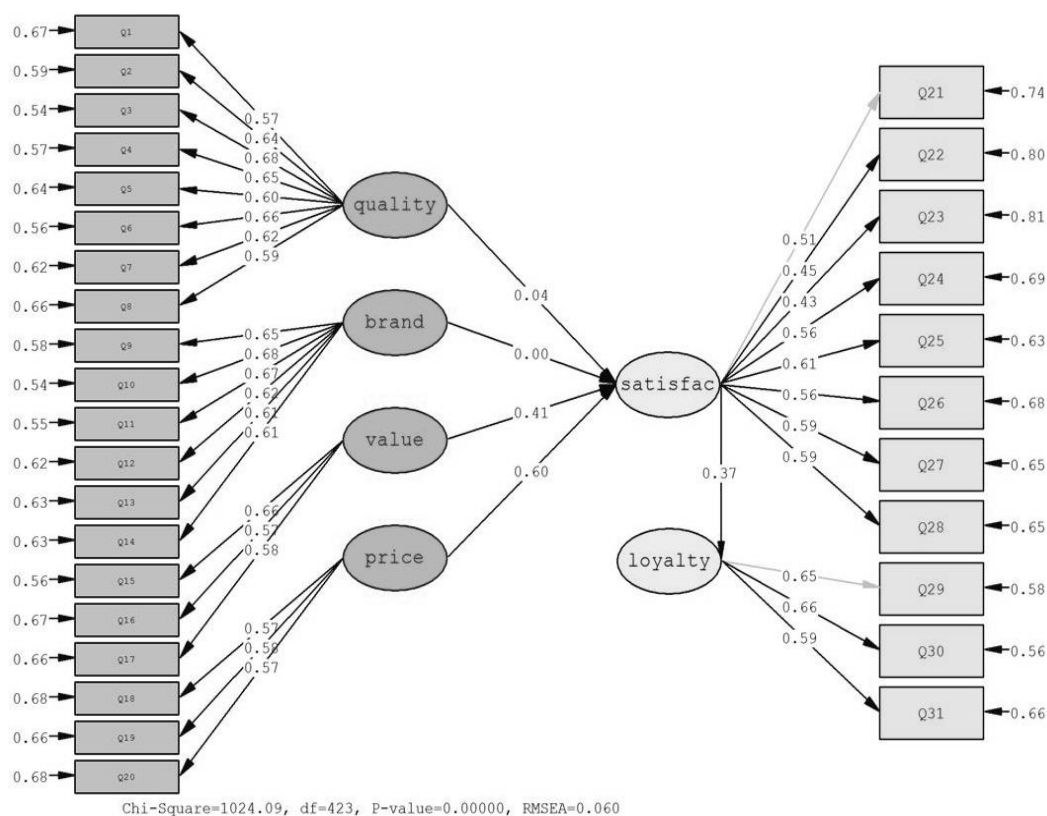 0.67 Q1
0.59 Q2
0.54 Q3
0.57 Q4
0.64 Q5
0.56 Q6
0.62 Q7
0.66 Q8
0.58 Q9
0.54 Q10
0.55 Q11
0.62 Q12
0.63 Q13
0.63 Q14
0.56 Q15
0.67 Q16
0.66 Q17
0.68 Q18
0.66 Q19
0.68 Q20
0.57
0.64
0.68
0.65
0.60
0.66
0.62
0.59
0.65
0.68
0.67
0.62
0.61
0.61
0.66
0.57
0.58
0.57
0.58
0.57
quality
brand
value
price
0.04
0.00
0.41
0.60
satisfac
0.37
loyalty
0.51
0.45
0.43
0.56
0.61
0.56
0.59
0.59
0.65
0.66
0.59
Q21 0.74
Q22 0.80
Q23 0.81
Q24 0.69
Q25 0.63
Q26 0.68
Q27 0.65
Q28 0.65
Q29 0.58
Q30 0.56
Q31 0.66
Chi-Square=1024.09, df=423, P-value=0.00000, RMSEA=0.060